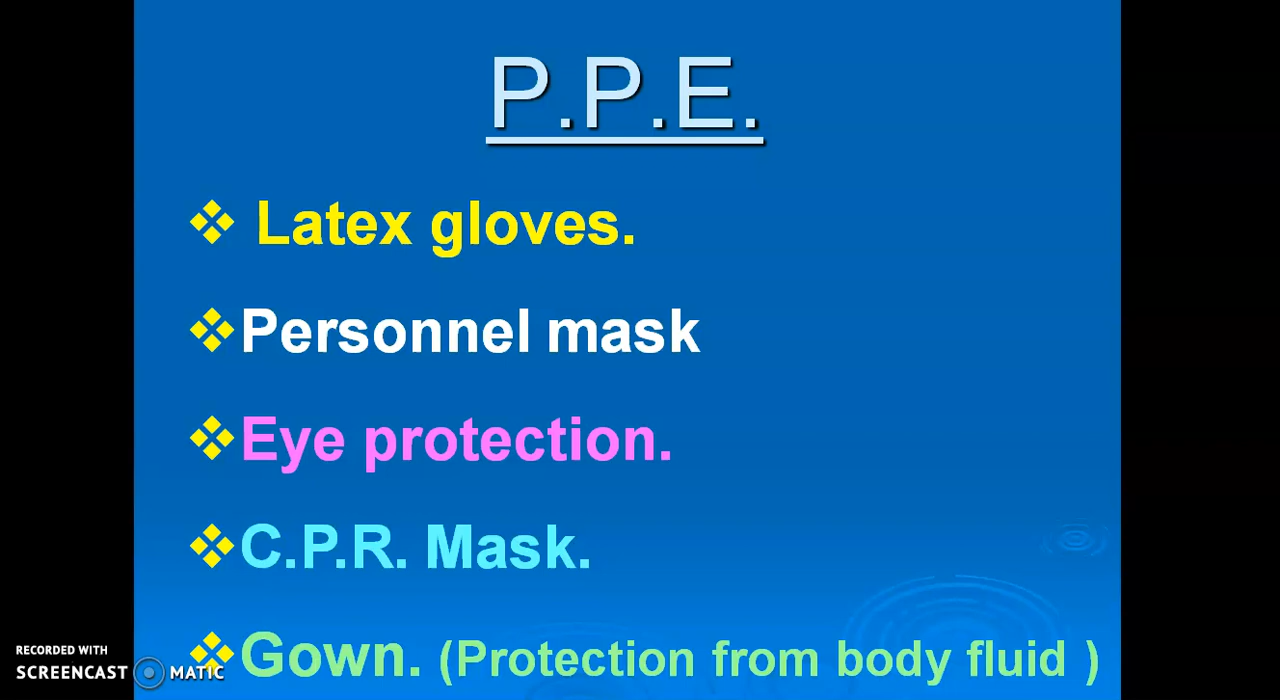 P.P.E.
Latex gloves.
Personnel mask
Eye protection.
C.P.R. Mask.
Gown. (Protection from body fluid )
RECORDED WITH
SCREENCAST MATIC